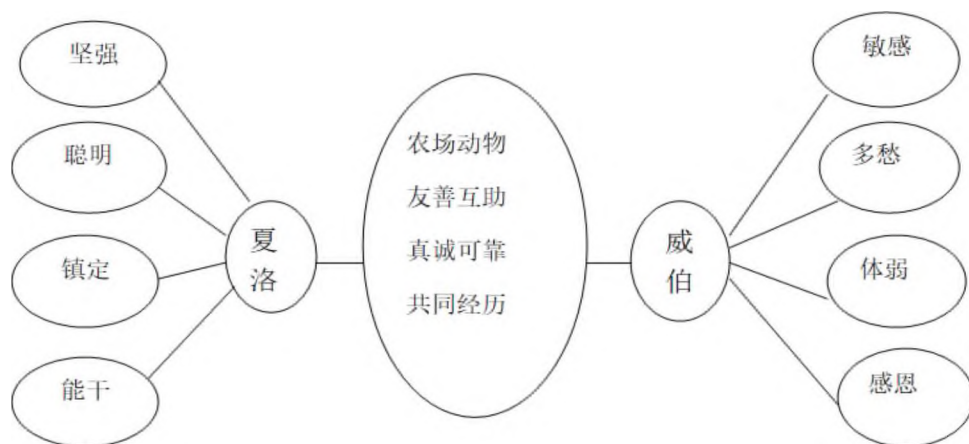 坚强
聪明
镇定
能干
夏
洛
农场动物
友善互助
真诚可靠
共同经历
威
伯
敏感
多愁
体弱
感恩